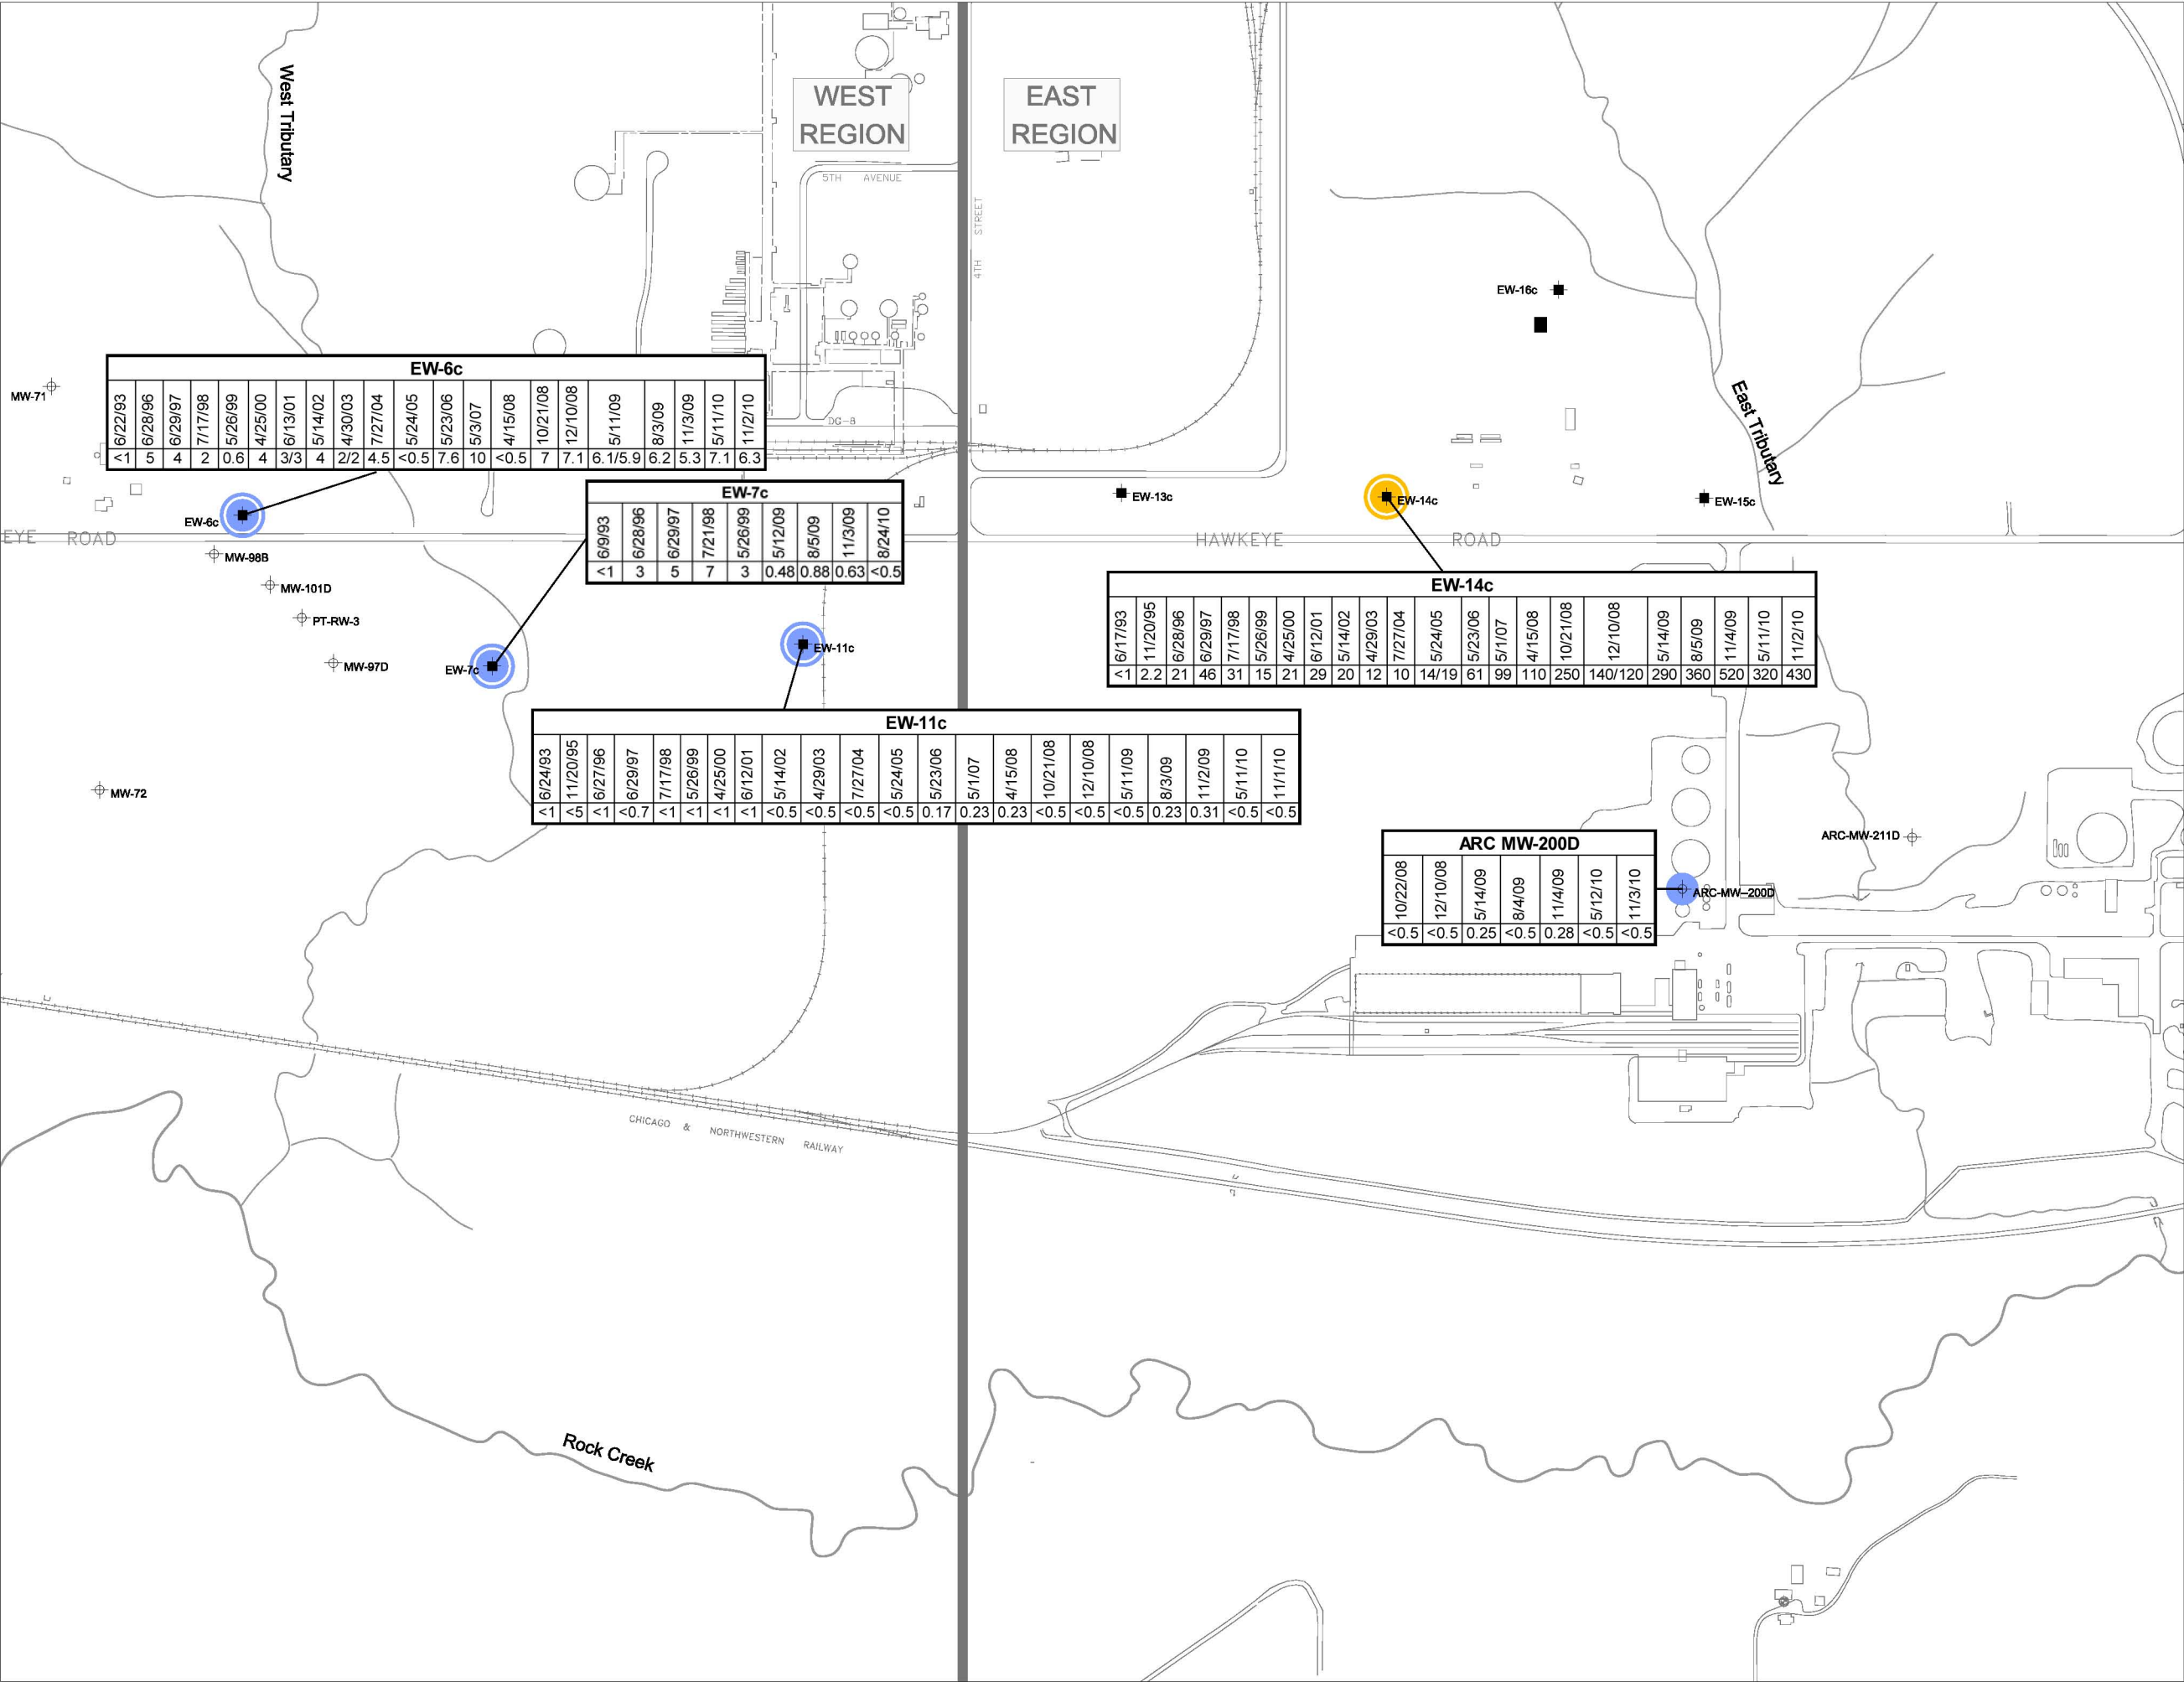 West Tributary
WEST
REGION
EAST
REGION
5TH AVENUE
4TH STREET
EW-16c
MW-71
EW-6c
6/22/93 6/28/96 6/29/97 7/17/98 5/26/99 4/25/00 6/13/01 5/14/02 4/30/03 7/27/04 5/24/05 5/23/06 5/3/07 4/15/08 10/21/08 12/10/08 5/11/09 8/3/09 11/3/09 5/11/10 11/2/10
<1 5 4 2 0.6 4 3/3 4 2/2 4.5 <0.5 7.6 10 <0.5 7 7.1 6.1/5.9 6.2 5.3 7.1 6.3
DG-8
East Tributary
EW-7c
6/9/93 6/28/96 6/29/97 7/21/98 5/26/99 5/12/09 8/5/09 11/3/09 8/24/10
<1 3 5 7 3 0.48 0.88 0.63 <0.5
EW-13c
EW-14c
EW-15c
EW-6c
EYE ROAD
HAWKEYE ROAD
MW-98B
MW-101D
PT-RW-3
MW-97D
EW-7c
EW-11c
EW-14c
6/17/93 11/20/95 6/28/96 6/29/97 7/17/98 5/26/99 4/25/00 6/12/01 5/14/02 4/29/03 7/27/04 5/24/05 5/23/06 5/1/07 4/15/08 10/21/08 12/10/08 5/14/09 8/5/09 11/4/09 5/11/10 11/2/10
<1 2.2 21 46 31 15 21 29 20 12 10 14/19 61 99 110 250 140/120 290 360 520 320 430
EW-11c
6/24/93 11/20/95 6/27/96 6/29/97 7/17/98 5/26/99 4/25/00 6/12/01 5/14/02 4/29/03 7/27/04 5/24/05 5/23/06 5/1/07 4/15/08 10/21/08 12/10/08 5/11/09 8/3/09 11/2/09 5/11/10 11/1/10
<1 <5 <1 <0.7 <1 <1 <1 <1 <0.5 <0.5 <0.5 <0.5 0.17 0.23 0.23 <0.5 <0.5 <0.5 0.23 0.31 <0.5 <0.5
MW-72
ARC MW-200D
10/22/08 12/10/08 5/14/09 8/4/09 11/4/09 5/12/10 11/3/10
<0.5 <0.5 0.25 <0.5 0.28 <0.5 <0.5
ARC-MW-211D
ARC-MW--200D
CHICAGO & NORTHWESTERN RAILWAY
Rock Creek